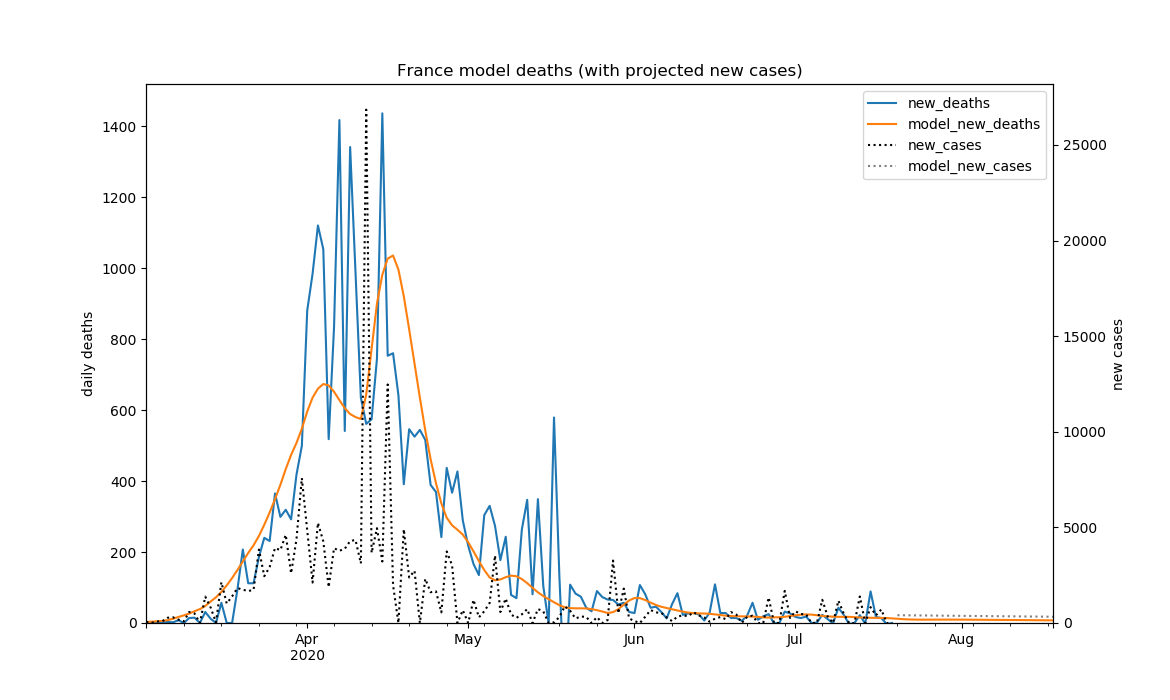 France model deaths (with projected new cases)
new_deaths
model_new_deaths
new_cases
model_new_cases
1400
1200
1000
800
600
400
200
0
daily deaths
25000
20000
15000
10000
5000
0
new cases
Apr
2020
May
Jun
Jul
Aug